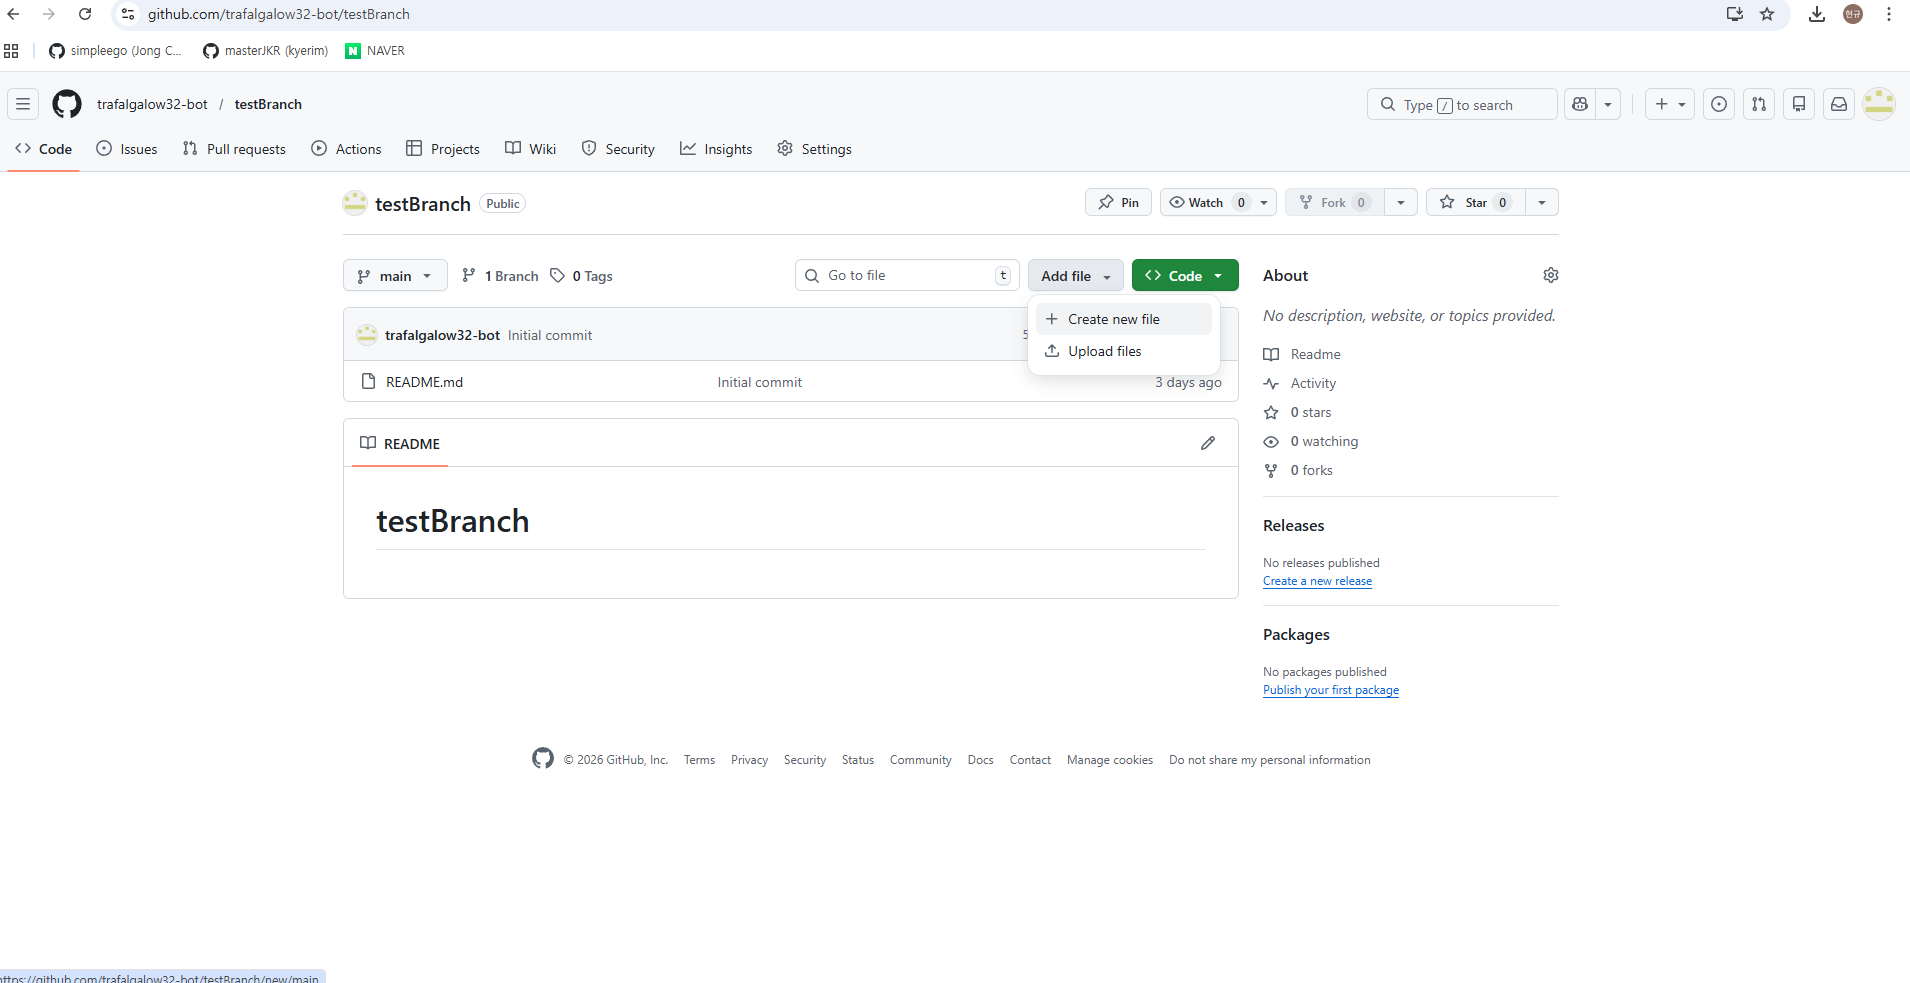 github.com/trafalgalow32-bot/testBranch
현규
simpleego (Jong C...
masterJKR (kyerim)
N NAVER
trafalgalow32-bot / testBranch
Type / to search
Code
Issues
Pull requests
Actions
Projects
Wiki
Security
Insights
Settings
testBranch Public
Pin
Watch 0
Fork 0
Star 0
main
1 Branch
0 Tags
Go to file t
Add file
Code
Create new file
Upload files
trafalgalow32-bot Initial commit
5
README.md Initial commit 3 days ago
README
testBranch
About
No description, website, or topics provided.
Readme
Activity
0 stars
0 watching
0 forks
Releases
No releases published
Create a new release
Packages
No packages published
Publish your first package
© 2026 GitHub, Inc. Terms Privacy Security Status Community Docs Contact Manage cookies Do not share my personal information
https://github.com/trafalgalow32-bot/testBranch/new/main